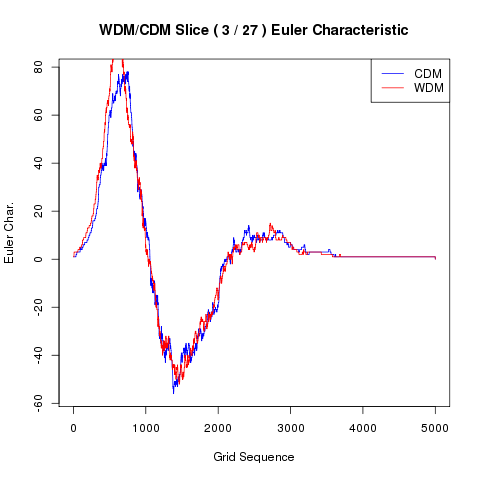 WDM/CDM Slice ( 3 / 27 ) Euler Characteristic
CDM
WDM
80
60
40
20
0
-20
-40
-60
Euler Char.
0 1000 2000 3000 4000 5000
Grid Sequence